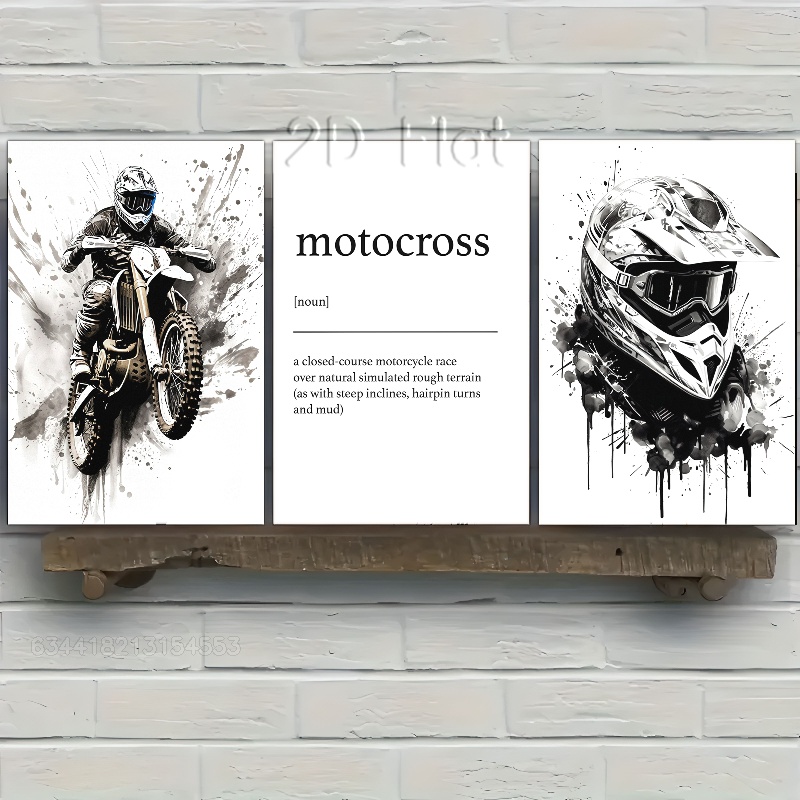 2D Flat
motocross
[noun]
a closed-course motorcycle race
over natural simulated rough terrain
(as with steep inclines, hairpin turns
and mud)
634418213154553